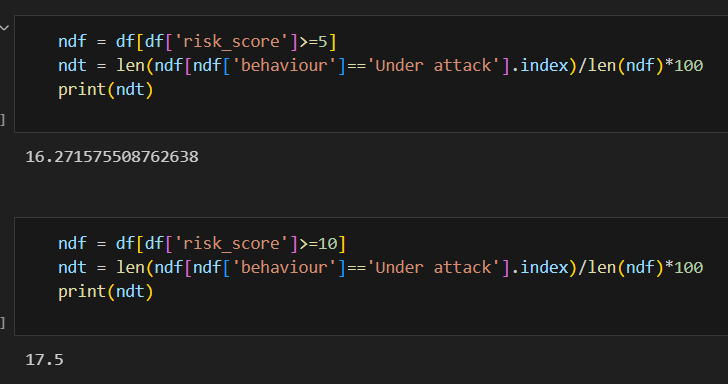 ndf = df[df['risk_score']>=5]
ndt = len(ndf[ndf['behaviour']=='Under attack'].index)/len(ndf)*100
print(ndt)
]
16.271575508762638
ndf = df[df['risk_score']>=10]
ndt = len(ndf[ndf['behaviour']=='Under attack'].index)/len(ndf)*100
print(ndt)
]
17.5